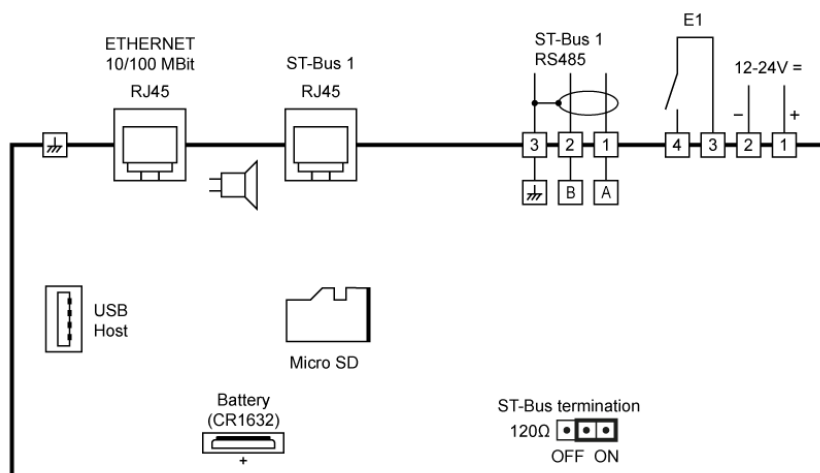 ETHERNET
10/100 MBit
RJ45
ST-Bus 1
RJ45
ST-Bus 1
RS485
E1
12-24V =
− +
3 2 1
4 3 2 1
B A
USB
Host
Micro SD
Battery
(CR1632)
+
ST-Bus termination
120Ω
OFF ON